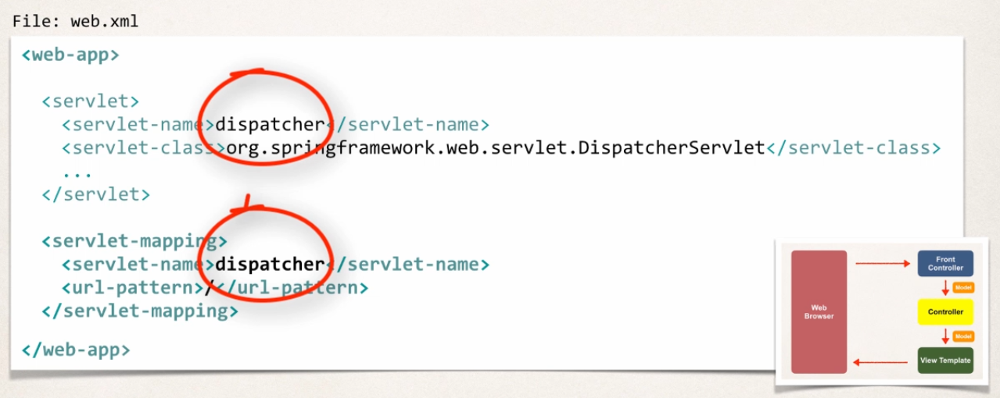 File: web.xml
<web-app>
<servlet>
<servlet-name>dispatcher</servlet-name>
<servlet-class>org.springframework.web.servlet.DispatcherServlet</servlet-class>
...
</servlet>
<servlet-mapping>
<servlet-name>dispatcher</servlet-name>
<url-pattern>/</url-pattern>
</servlet-mapping>
</web-app>
Web
Browser
Front
Controller
Model
Controller
Model
View Template